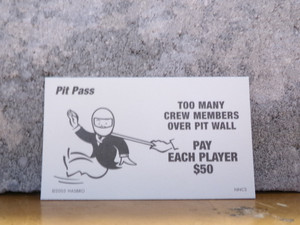 Pit Pass
TOO MANY
CREW MEMBERS
OVER PIT WALL
PAY
EACH PLAYER
$50